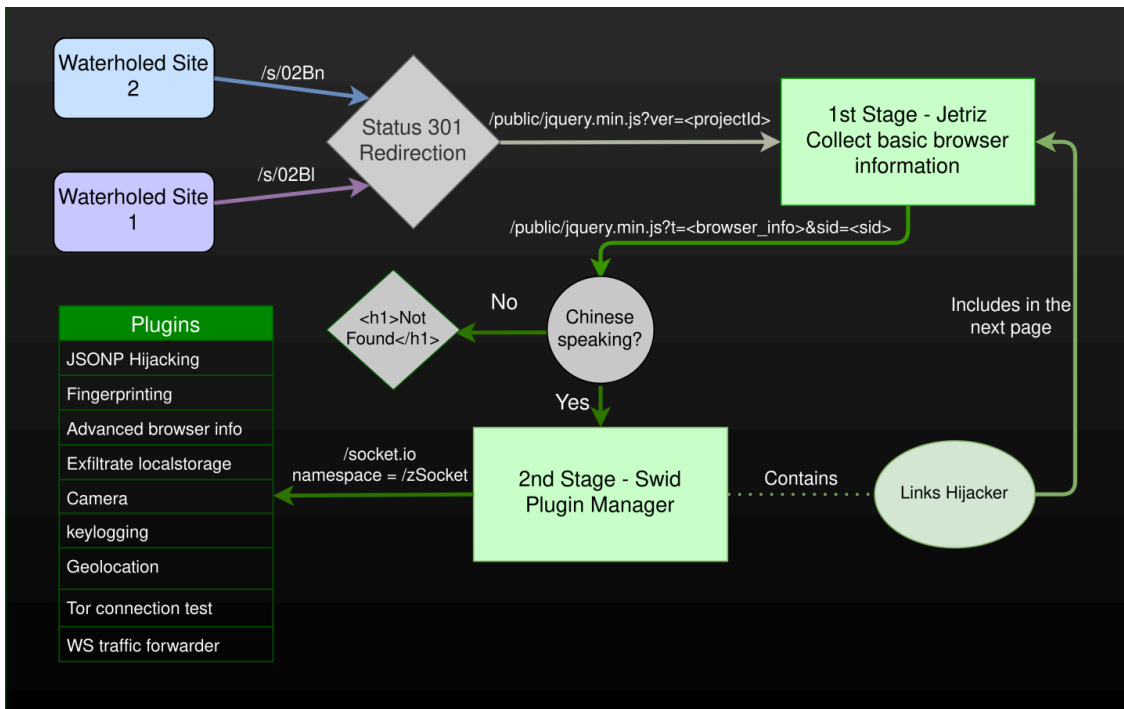 Waterholed Site
2
/s/02Bn
Status 301
Redirection
/public/jquery.min.js?ver=<projectId>
1st Stage - Jetriz
Collect basic browser
information
Waterholed Site
1
/s/02Bl
/public/jquery.min.js?t=<browser_info>&sid=<sid>
Chinese
speaking?
No
<h1>Not
Found</h1>
Yes
Includes in the
next page
Plugins
JSONP Hijacking
Fingerprinting
Advanced browser info
Exfiltrate localstorage
Camera
keylogging
Geolocation
Tor connection test
WS traffic forwarder
/socket.io
namespace = /zSocket
2nd Stage - Swid
Plugin Manager
Contains
Links Hijacker